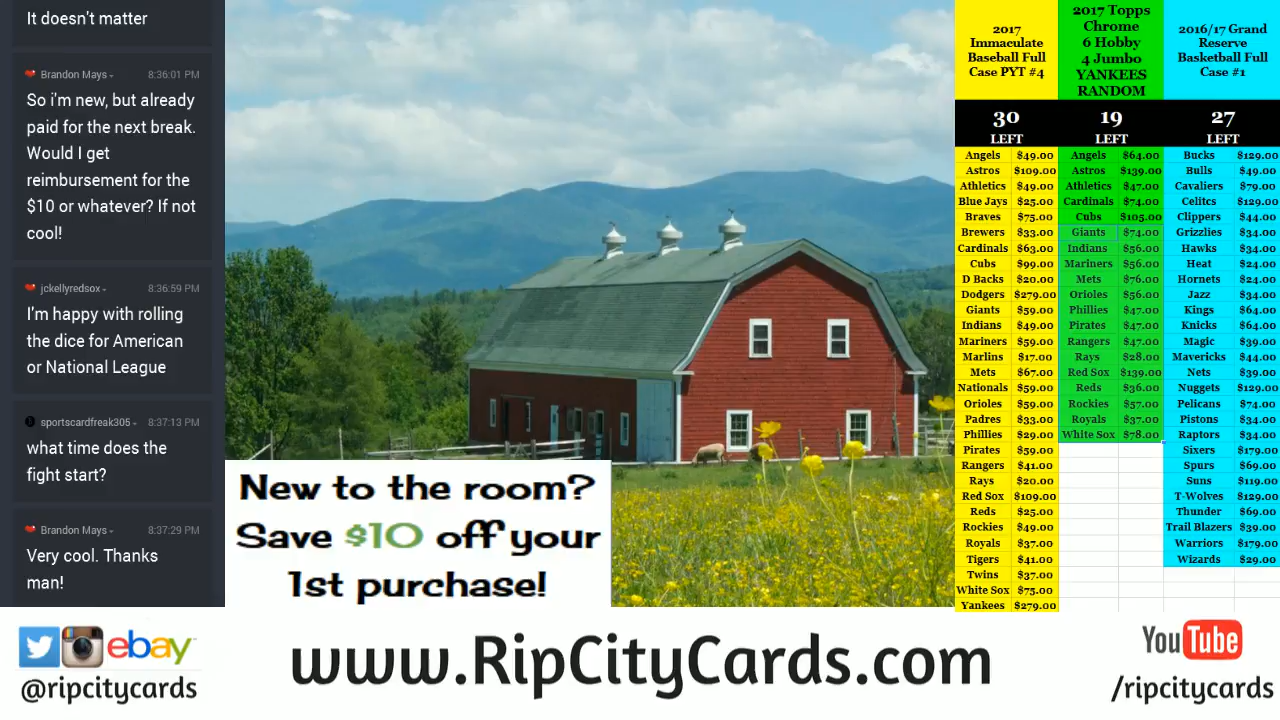 It doesn't matter
Brandon Mays 8:36:01 PM
So i'm new, but already
paid for the next break.
Would I get
reimbursement for the
$10 or whatever? If not
cool!
jckellyredsox 8:36:59 PM
I'm happy with rolling
the dice for American
or National League
sportscardfreak305 8:37:13 PM
what time does the
fight start?
Brandon Mays 8:37:29 PM
Very cool. Thanks
man!
New to the room?
Save $10 off your
1st purchase!
2017
Immaculate
Baseball Full
Case PYT #4
30
LEFT
Angels $49.00
Astros $109.00
Athletics $49.00
Blue Jays $25.00
Braves $75.00
Brewers $33.00
Cardinals $63.00
Cubs $99.00
D Backs $20.00
Dodgers $279.00
Giants $59.00
Indians $49.00
Mariners $59.00
Marlins $17.00
Mets $67.00
Nationals $59.00
Orioles $59.00
Padres $33.00
Phillies $29.00
Pirates $59.00
Rangers $41.00
Rays $20.00
Red Sox $109.00
Reds $25.00
Rockies $49.00
Royals $37.00
Tigers $41.00
Twins $37.00
White Sox $75.00
Yankees $279.00
2017 Topps
Chrome
6 Hobby
4 Jumbo
YANKEES
RANDOM
19
LEFT
Angels $64.00
Astros $139.00
Athletics $47.00
Cardinals $74.00
Cubs $105.00
Giants $74.00
Indians $56.00
Mariners $56.00
Mets $76.00
Orioles $56.00
Phillies $47.00
Pirates $47.00
Rangers $47.00
Rays $28.00
Red Sox $139.00
Reds $36.00
Rockies $57.00
Royals $37.00
White Sox $78.00
2016/17 Grand
Reserve
Basketball Full
Case #1
27
LEFT
Bucks $129.00
Bulls $49.00
Cavaliers $79.00
Celitcs $129.00
Clippers $44.00
Grizzlies $34.00
Hawks $34.00
Heat $24.00
Hornets $24.00
Jazz $34.00
Kings $64.00
Knicks $64.00
Magic $39.00
Mavericks $44.00
Nets $39.00
Nuggets $129.00
Pelicans $74.00
Pistons $34.00
Raptors $34.00
Sixers $179.00
Spurs $69.00
Suns $119.00
T-Wolves $129.00
Thunder $69.00
Trail Blazers $39.00
Warriors $179.00
Wizards $29.00
ebay
@ripcitycards
www.RipCityCards.com
YouTube
/ripcitycards